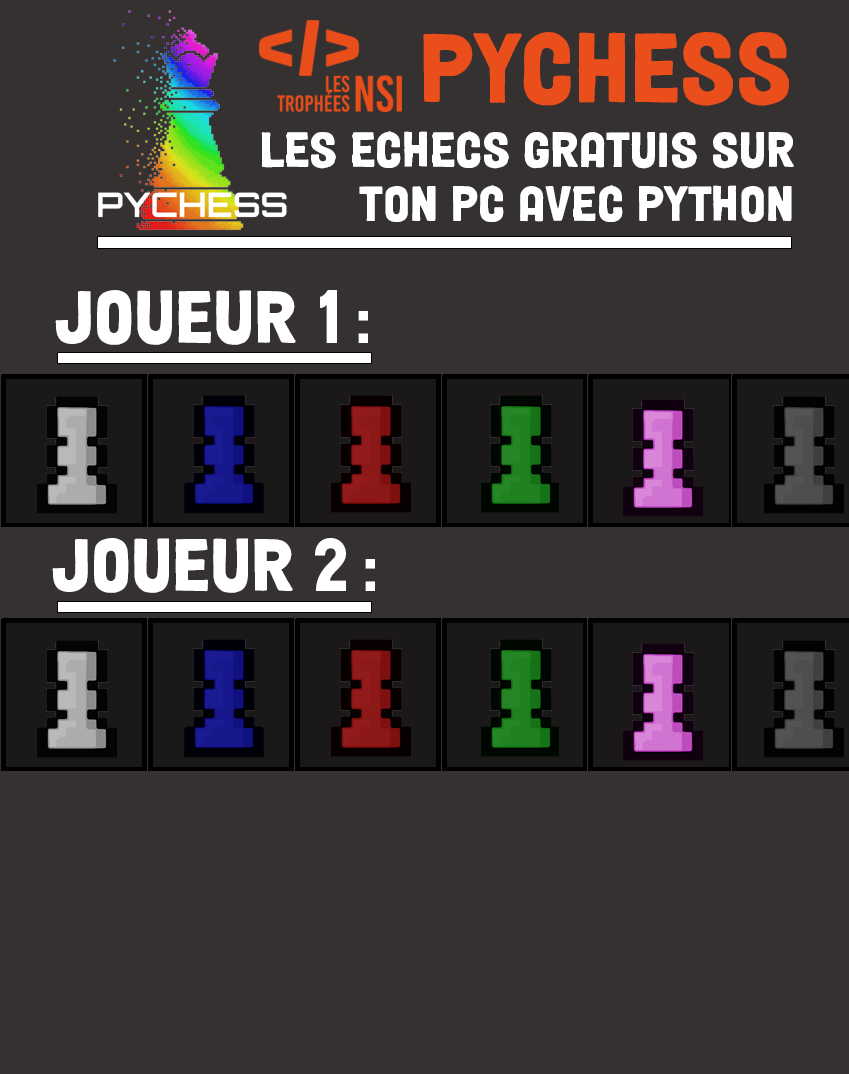 </>
LES
TROPHÉES NSI
PYCHESS
LES ECHECS GRATUIS SUR
TON PC AVEC PYTHON
PYCHESS
JOUEUR 1 :
JOUEUR 2 :